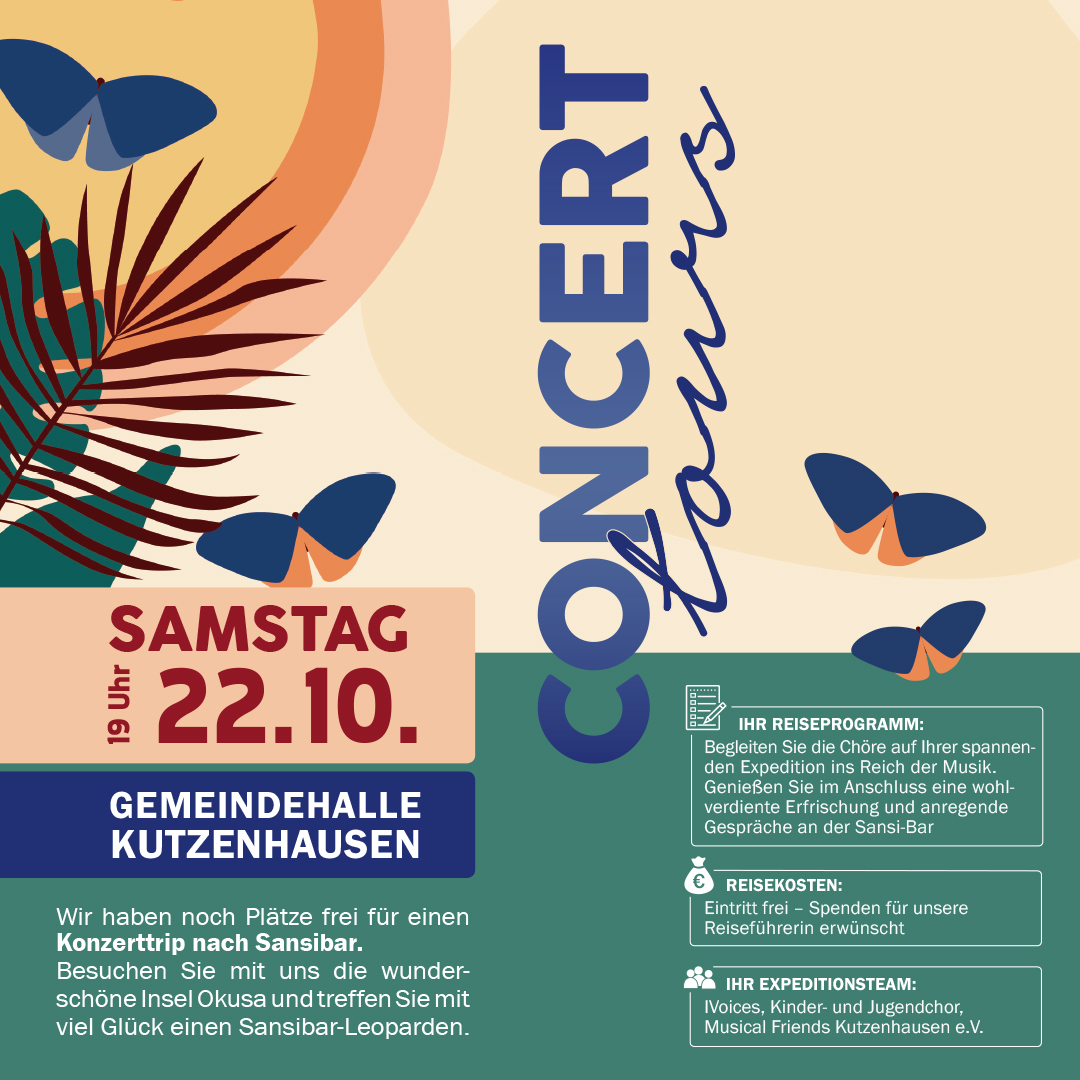 CONCERT
tours
SAMSTAG
19 Uhr
22.10.
GEMEINDEHALLE
KUTZENHAUSEN
Wir haben noch Plätze frei für einen
Konzerttrip nach Sansibar.
Besuchen Sie mit uns die wunder-
schöne Insel Okusa und treffen Sie mit
viel Glück einen Sansibar-Leoparden.
IHR REISEPROGRAMM:
Begleiten Sie die Chöre auf Ihrer spannen-
den Expedition ins Reich der Musik.
Genießen Sie im Anschluss eine wohl-
verdiente Erfrischung und anregende
Gespräche an der Sansi-Bar
€
REISEKOSTEN:
Eintritt frei – Spenden für unsere
Reiseführerin erwünscht
IHR EXPEDITIONSTEAM:
IVoices, Kinder- und Jugendchor,
Musical Friends Kutzenhausen e.V.